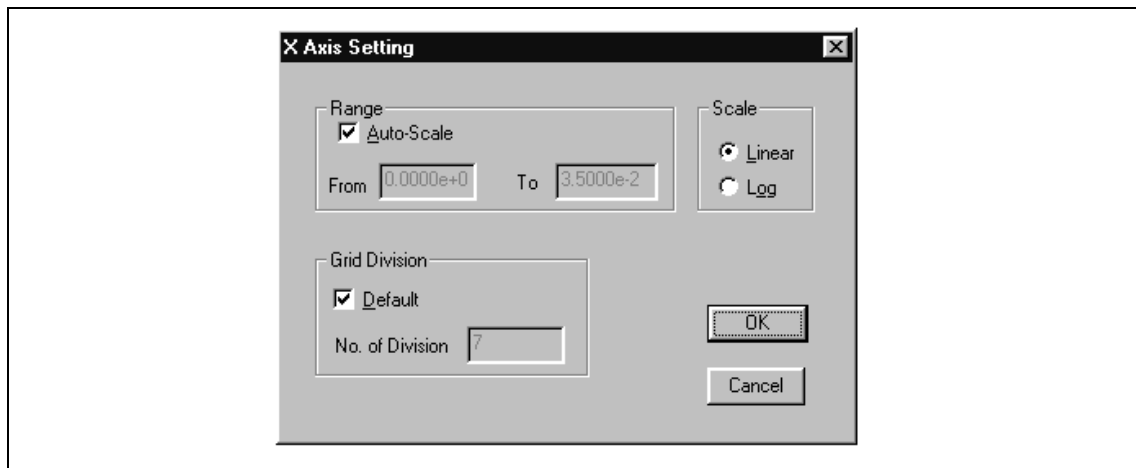 X Axis Setting
Range
Auto-Scale
From 0.0000e+0 To 3.5000e-2
Scale
Linear
Log
Grid Division
Default
No. of Division 7
OK
Cancel